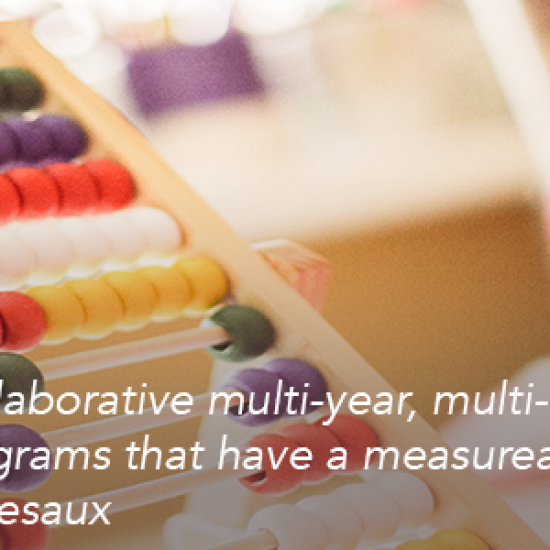 laborative multi-year, multi-
grams that have a measurea
esaux